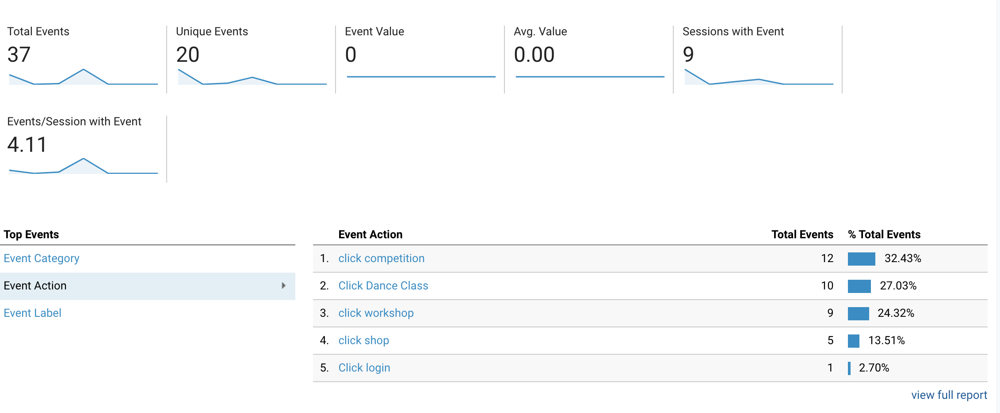 Total Events
37
Unique Events
20
Event Value
0
Avg. Value
0.00
Sessions with Event
9
Events/Session with Event
4.11
Top Events
Event Category
Event Action
Event Label
Event Action Total Events % Total Events
1. click competition 12 32.43%
2. Click Dance Class 10 27.03%
3. click workshop 9 24.32%
4. click shop 5 13.51%
5. Click login 1 2.70%
view full report